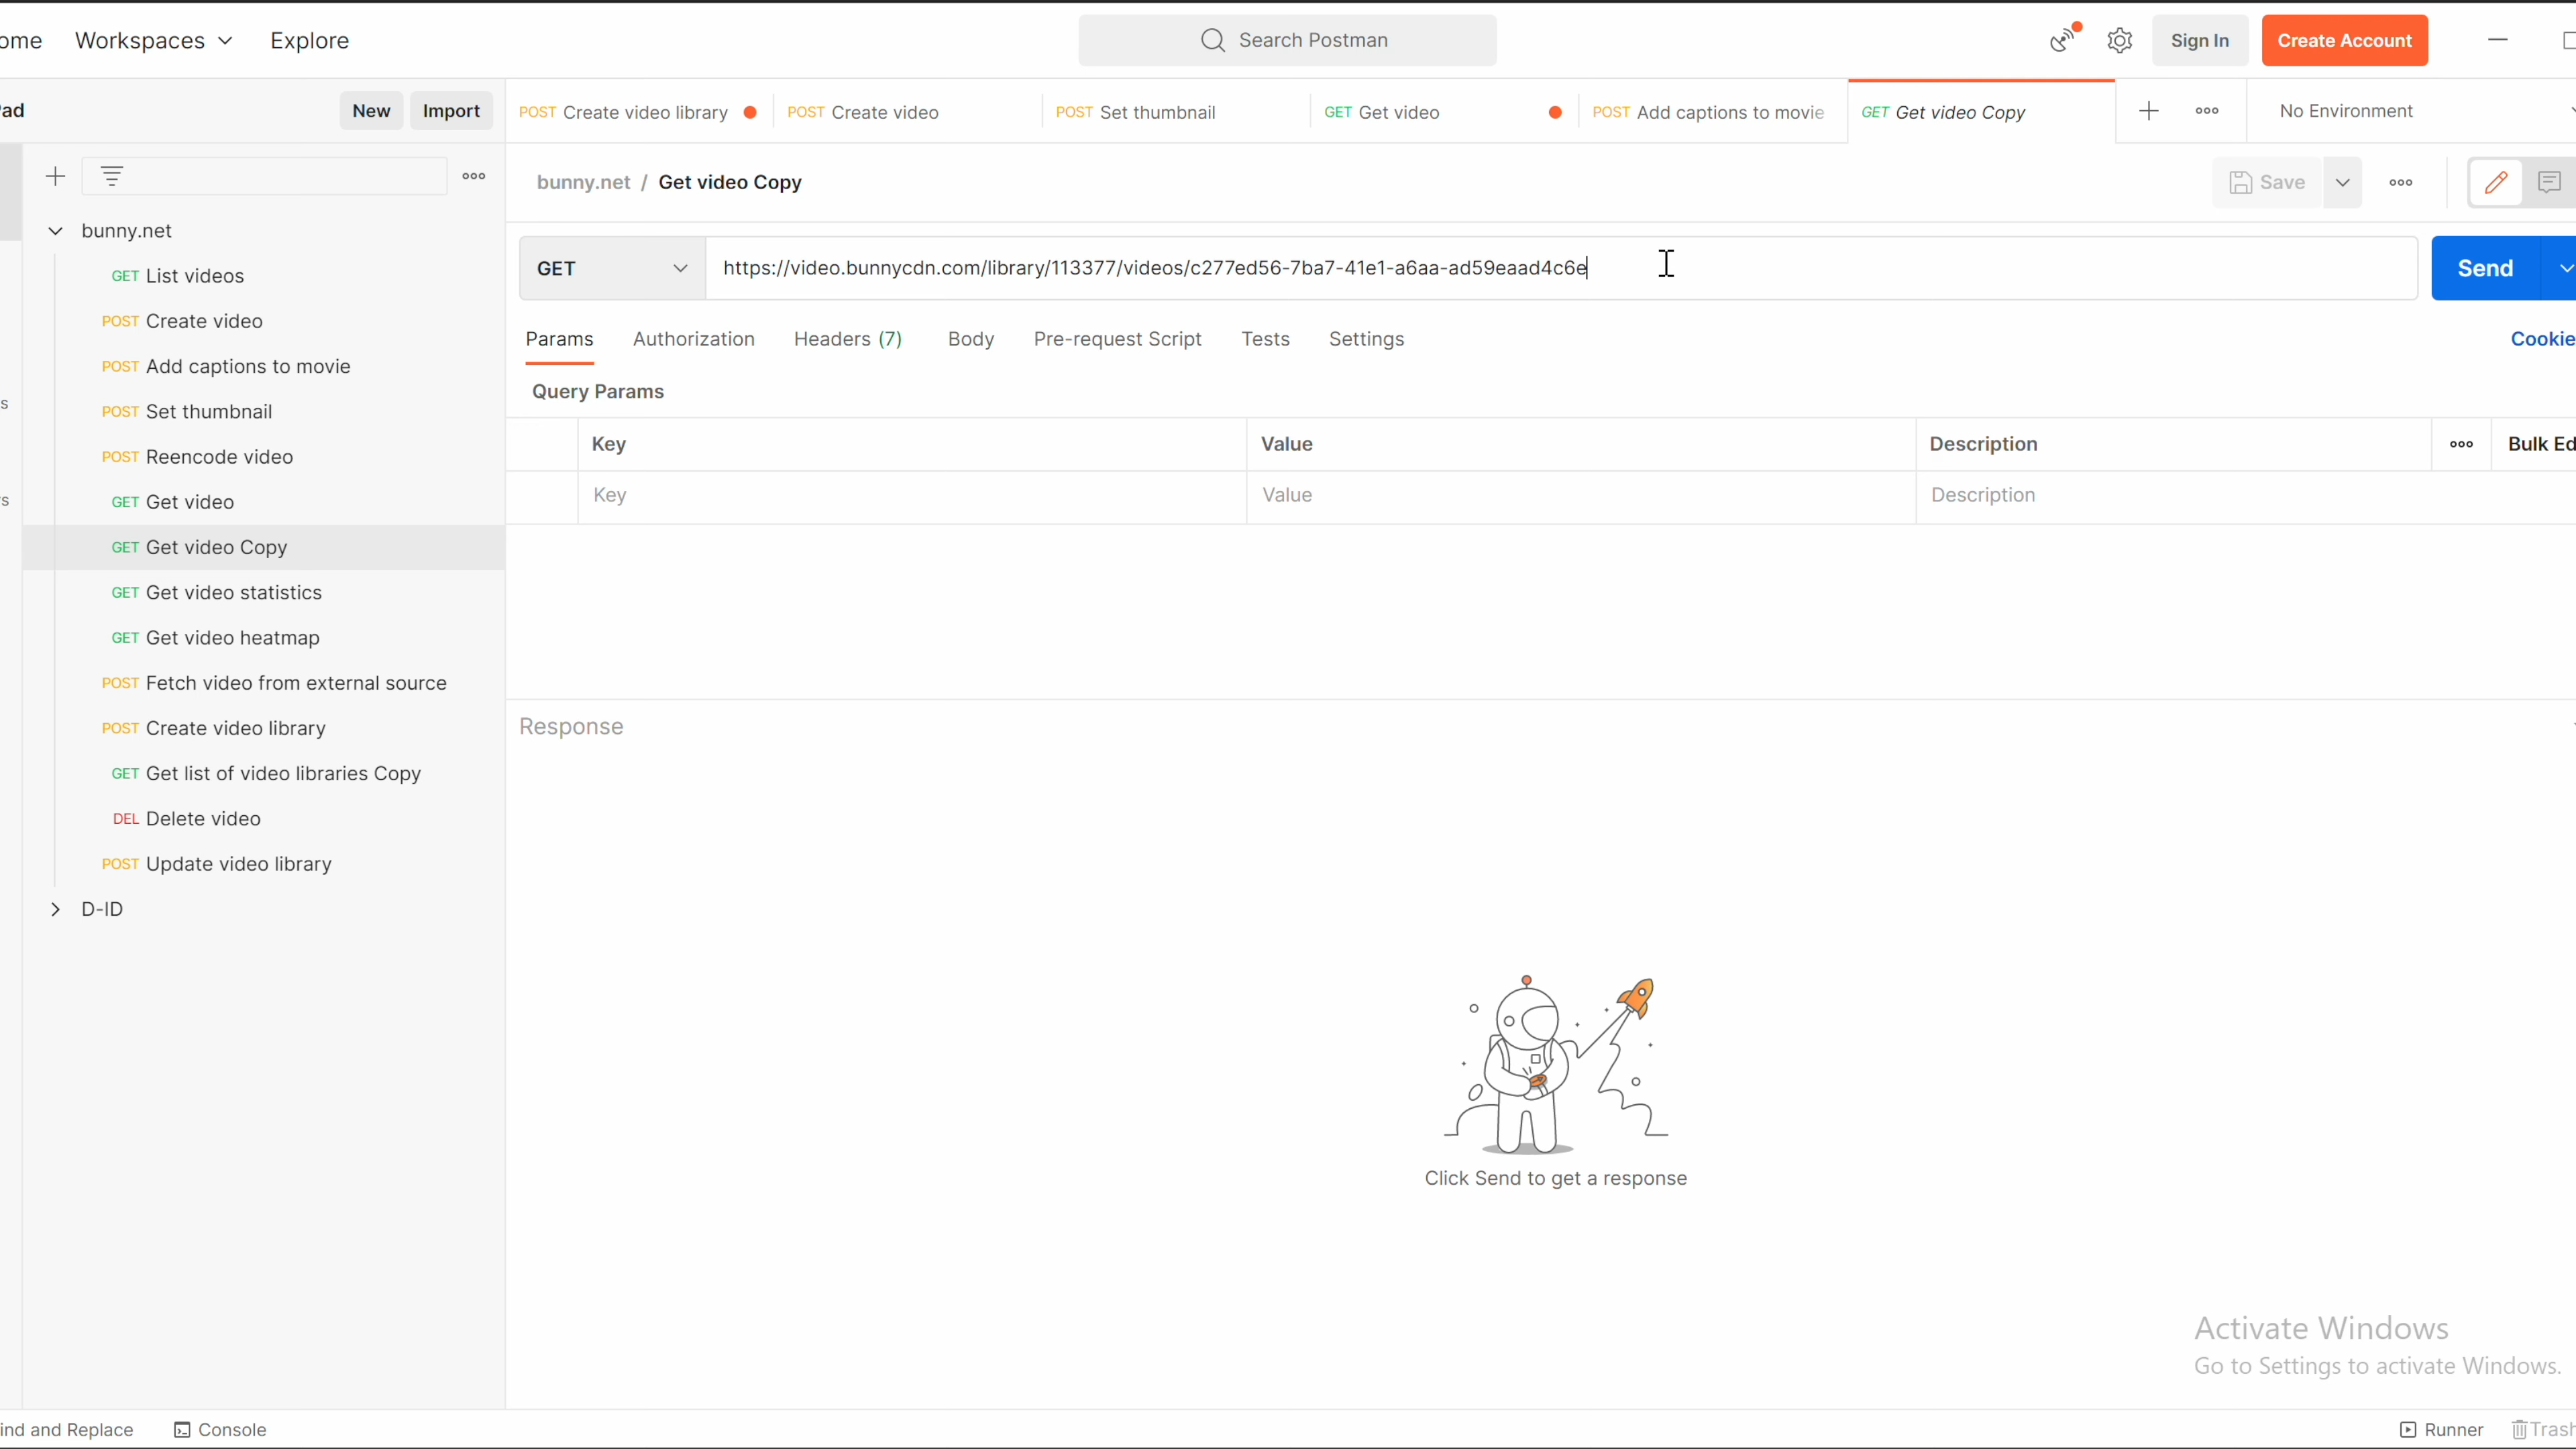 ome Workspaces Explore Search Postman Sign In Create Account
Pad New Import POST Create video library POST Create video POST Set thumbnail GET Get video POST Add captions to movie GET Get video Copy No Environment
bunny.net / Get video Copy Save
bunny.net
GET List videos
POST Create video
POST Add captions to movie
POST Set thumbnail
POST Reencode video
GET Get video
GET Get video Copy
GET Get video statistics
GET Get video heatmap
POST Fetch video from external source
POST Create video library
GET Get list of video libraries Copy
DEL Delete video
POST Update video library
D-ID
s
rs
GET https://video.bunnycdn.com/library/113377/videos/c277ed56-7ba7-41e1-a6aa-ad59eaad4c6e Send
Params Authorization Headers (7) Body Pre-request Script Tests Settings Cookie
Query Params
Key Value Description Bulk Ed
Key Value Description
Response
Click Send to get a response
Activate Windows
Go to Settings to activate Windows.
ind and Replace Console Runner Trash